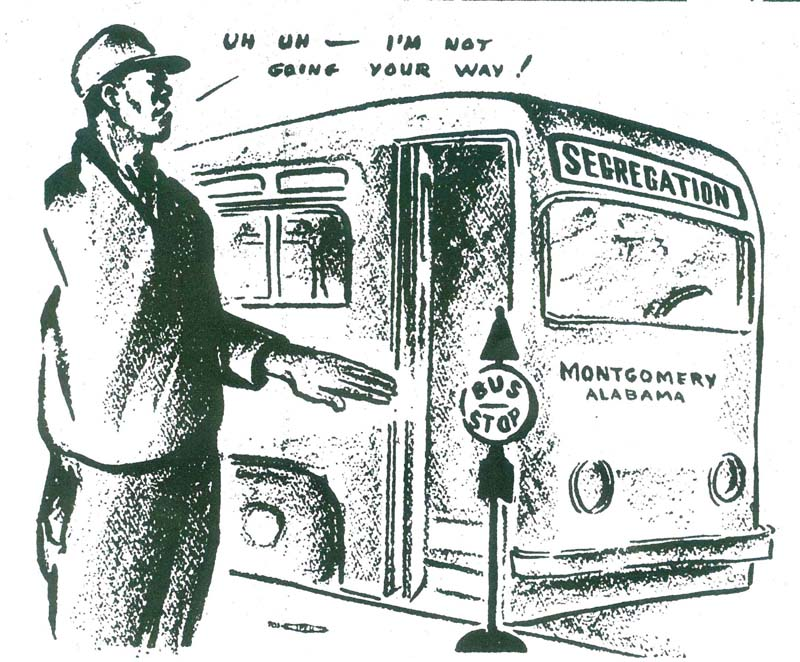 UH UH — I'M NOT
GOING YOUR WAY!
SEGREGATION
MONTGOMERY
ALABAMA
BUS
STOP